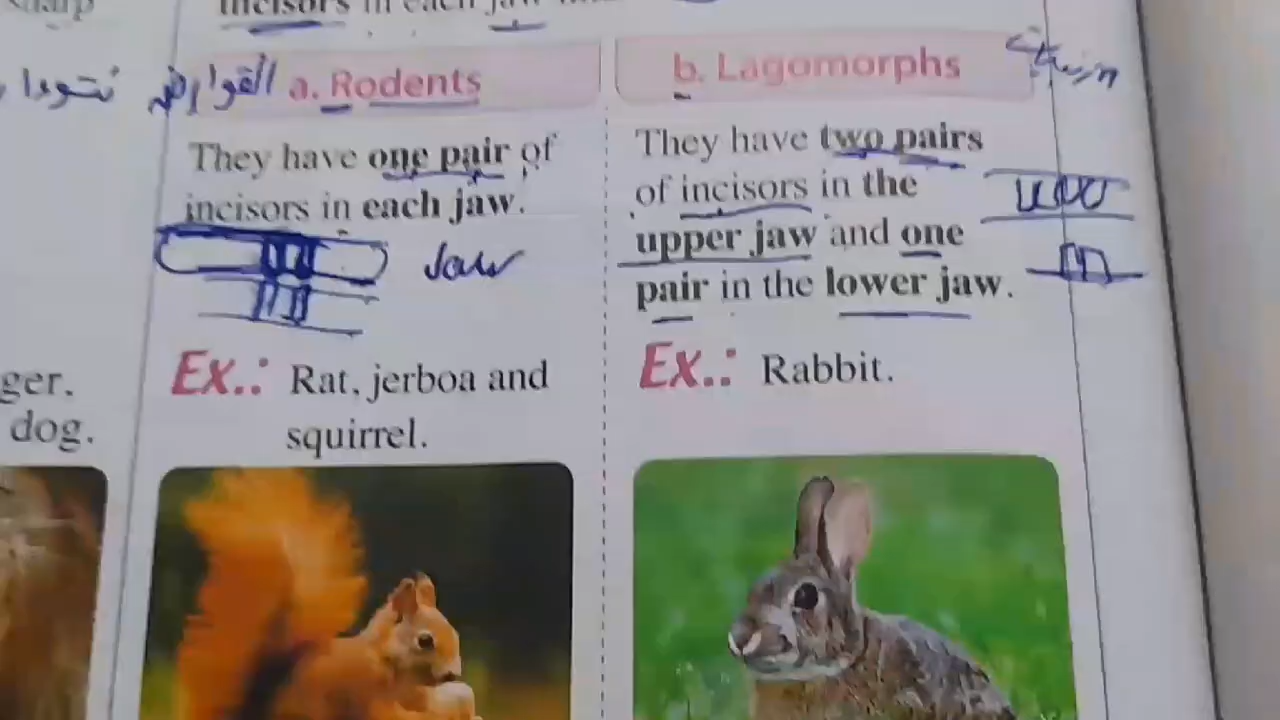 incisors in each jaw
القوارض
a. Rodents
They have one pair of
incisors in each jaw.
Jaw
Ex.: Rat, jerboa and
squirrel.
b. Lagomorphs
They have two pairs
of incisors in the
upper jaw and one
pair in the lower jaw.
Ex.: Rabbit.
ger.
dog.